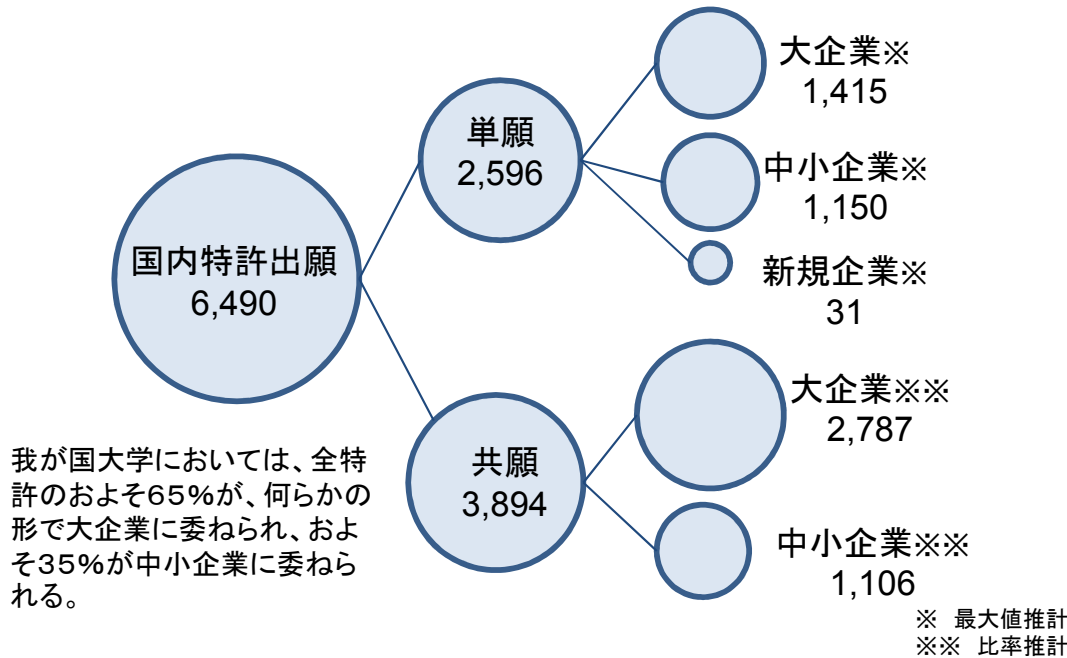 国内特許出願
6,490
単願
2,596
大企業※
1,415
中小企業※
1,150
新規企業※
31
共願
3,894
大企業※※
2,787
中小企業※※
1,106
我が国大学においては、全特
許のおよそ65%が、何らかの
形で大企業に委ねられ、およ
そ35%が中小企業に委ねら
れる。
※ 最大値推計
※※ 比率推計